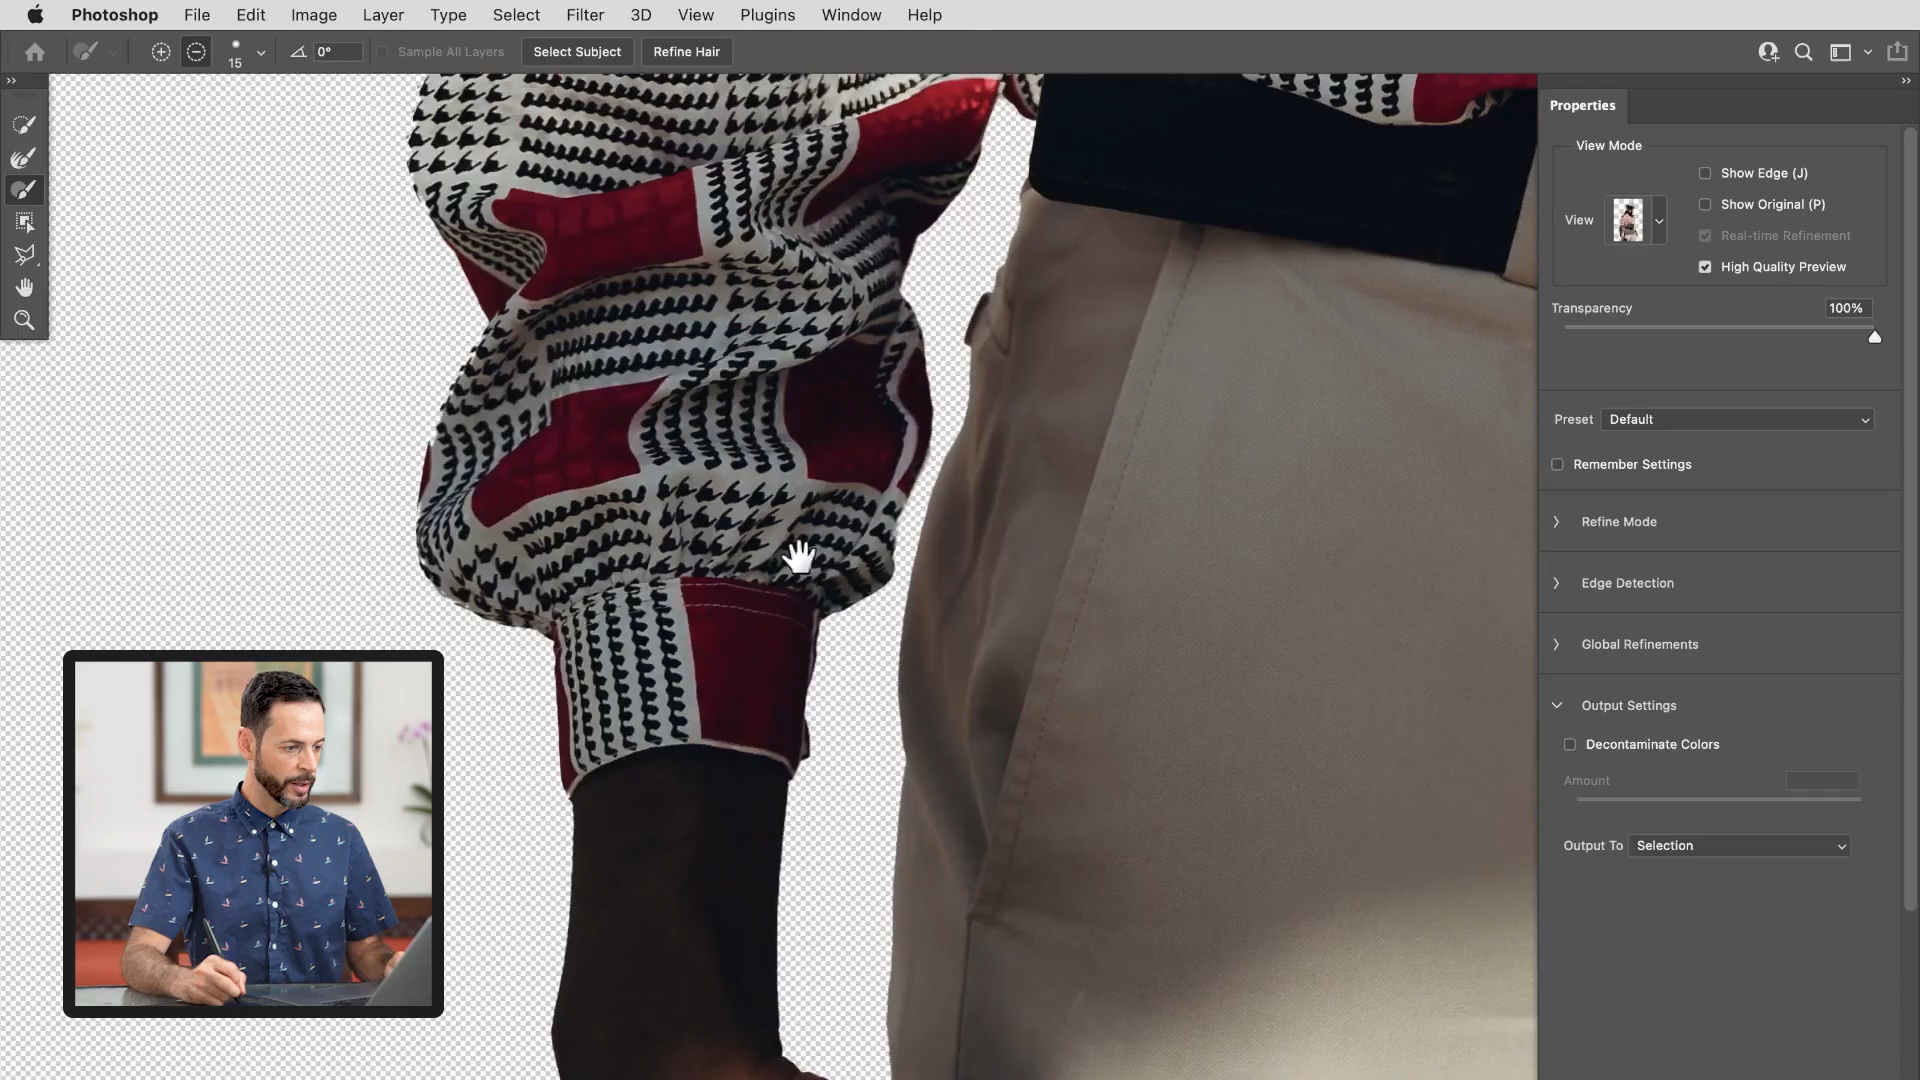 Photoshop File Edit Image Layer Type Select Filter 3D View Plugins Window Help
15 0° Sample All Layers Select Subject Refine Hair
Properties
View Mode
Show Edge (J)
Show Original (P)
View
Real-time Refinement
High Quality Preview
Transparency 100%
Preset Default
Remember Settings
Refine Mode
Edge Detection
Global Refinements
Output Settings
Decontaminate Colors
Amount
Output To Selection